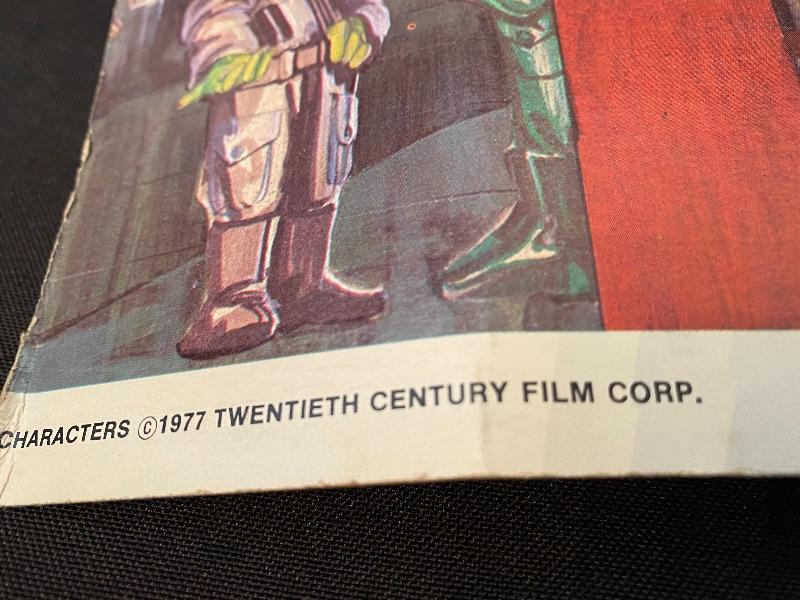 CHARACTERS ©1977 TWENTIETH CENTURY FILM CORP.